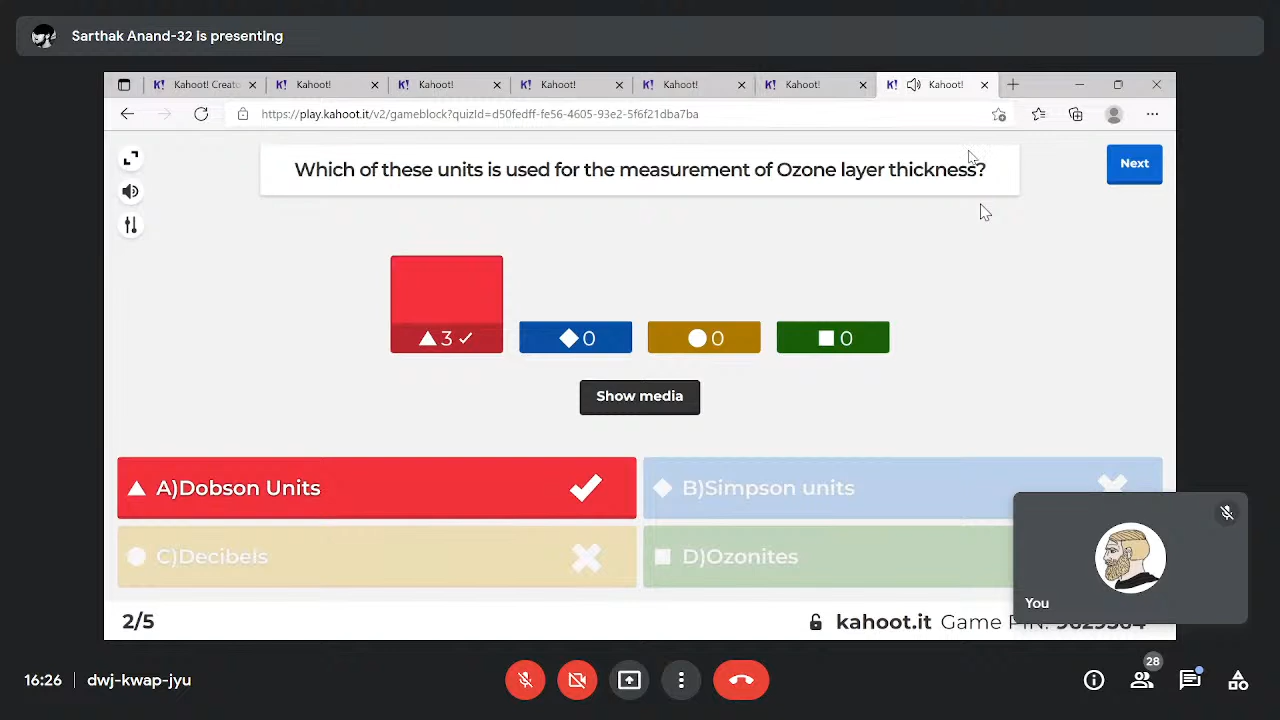 Sarthak Anand-32 is presenting
K! Kahoot! Creato K! Kahoot! K! Kahoot! K! Kahoot! K! Kahoot! K! Kahoot! K! Kahoot!
https://play.kahoot.it/v2/gameblock?quizId=d50fedff-fe56-4605-93e2-5f6f21dba7ba
Which of these units is used for the measurement of Ozone layer thickness?
Next
3 0 0 0
Show media
A)Dobson Units
B)Simpson units
C)Decibels
D)Ozonites
You
2/5
kahoot.it Game PIN:
16:26 dwj-kwap-jyu
28